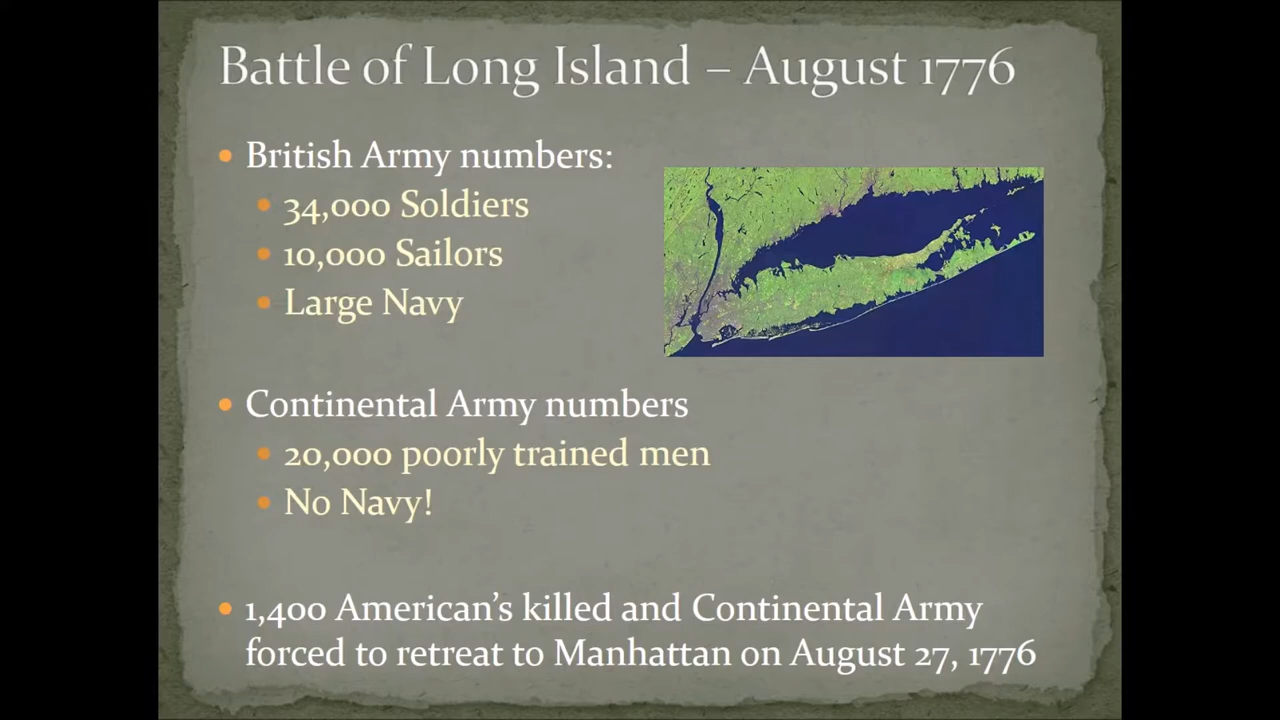 Battle of Long Island – August 1776
British Army numbers:
34,000 Soldiers
10,000 Sailors
Large Navy
Continental Army numbers
20,000 poorly trained men
No Navy!
1,400 American's killed and Continental Army
forced to retreat to Manhattan on August 27, 1776